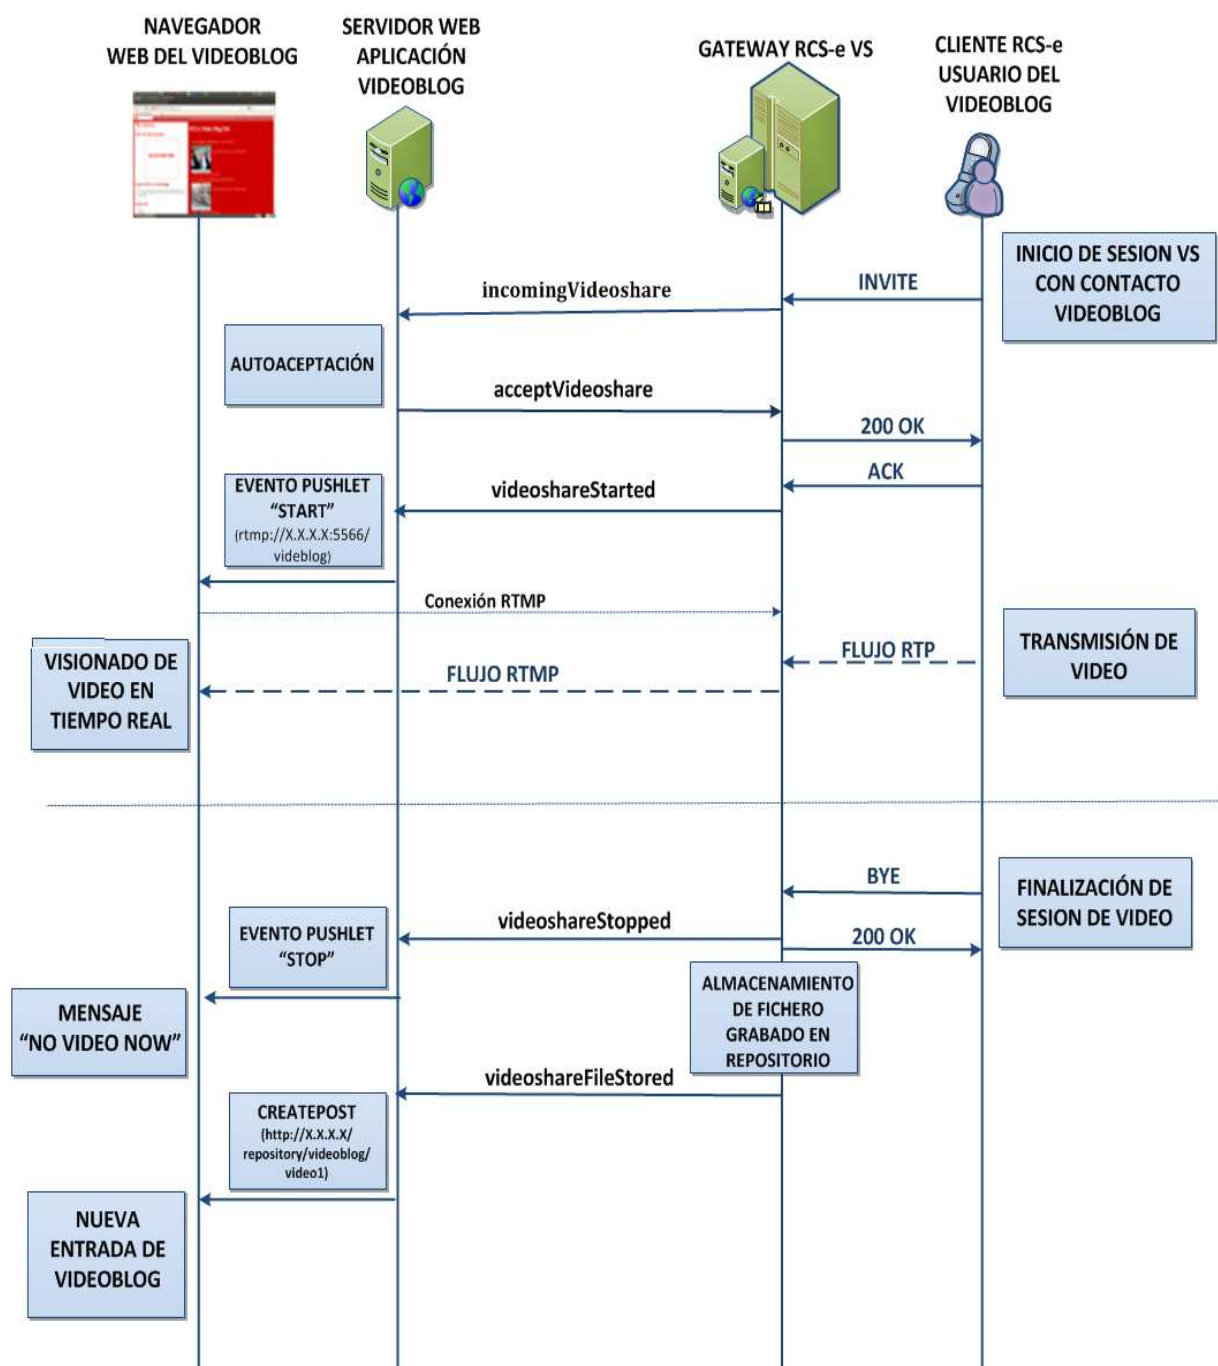 NAVEGADOR
WEB DEL VIDEOBLOG
SERVIDOR WEB
APLICACIÓN
VIDEOBLOG
GATEWAY RCS-e VS
CLIENTE RCS-e
USUARIO DEL
VIDEOBLOG
INICIO DE SESION VS
CON CONTACTO
VIDEOBLOG
INVITE
incomingVideoshare
AUTOACEPTACIÓN
acceptVideoshare
200 OK
ACK
EVENTO PUSHLET
“START”
(rtmp://X.X.X.X:5566/
videblog)
videoshareStarted
Conexión RTMP
TRANSMISIÓN DE
VIDEO
FLUJO RTP
FLUJO RTMP
VISIONADO DE
VIDEO EN
TIEMPO REAL
BYE
FINALIZACIÓN DE
SESION DE VIDEO
videoshareStopped
200 OK
EVENTO PUSHLET
“STOP”
MENSAJE
“NO VIDEO NOW”
ALMACENAMIENTO
DE FICHERO
GRABADO EN
REPOSITORIO
videoshareFileStored
CREATEPOST
(http://X.X.X.X/
repository/videoblog/
video1)
NUEVA
ENTRADA DE
VIDEOBLOG